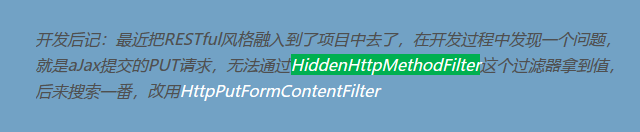 开发后记：最近把RESTful风格融入到了项目中去了，在开发过程中发现一个问题，
就是aJax提交的PUT请求，无法通过HiddenHttpMethodFilter这个过滤器拿到值，
后来搜索一番，改用HttpPutFormContentFilter